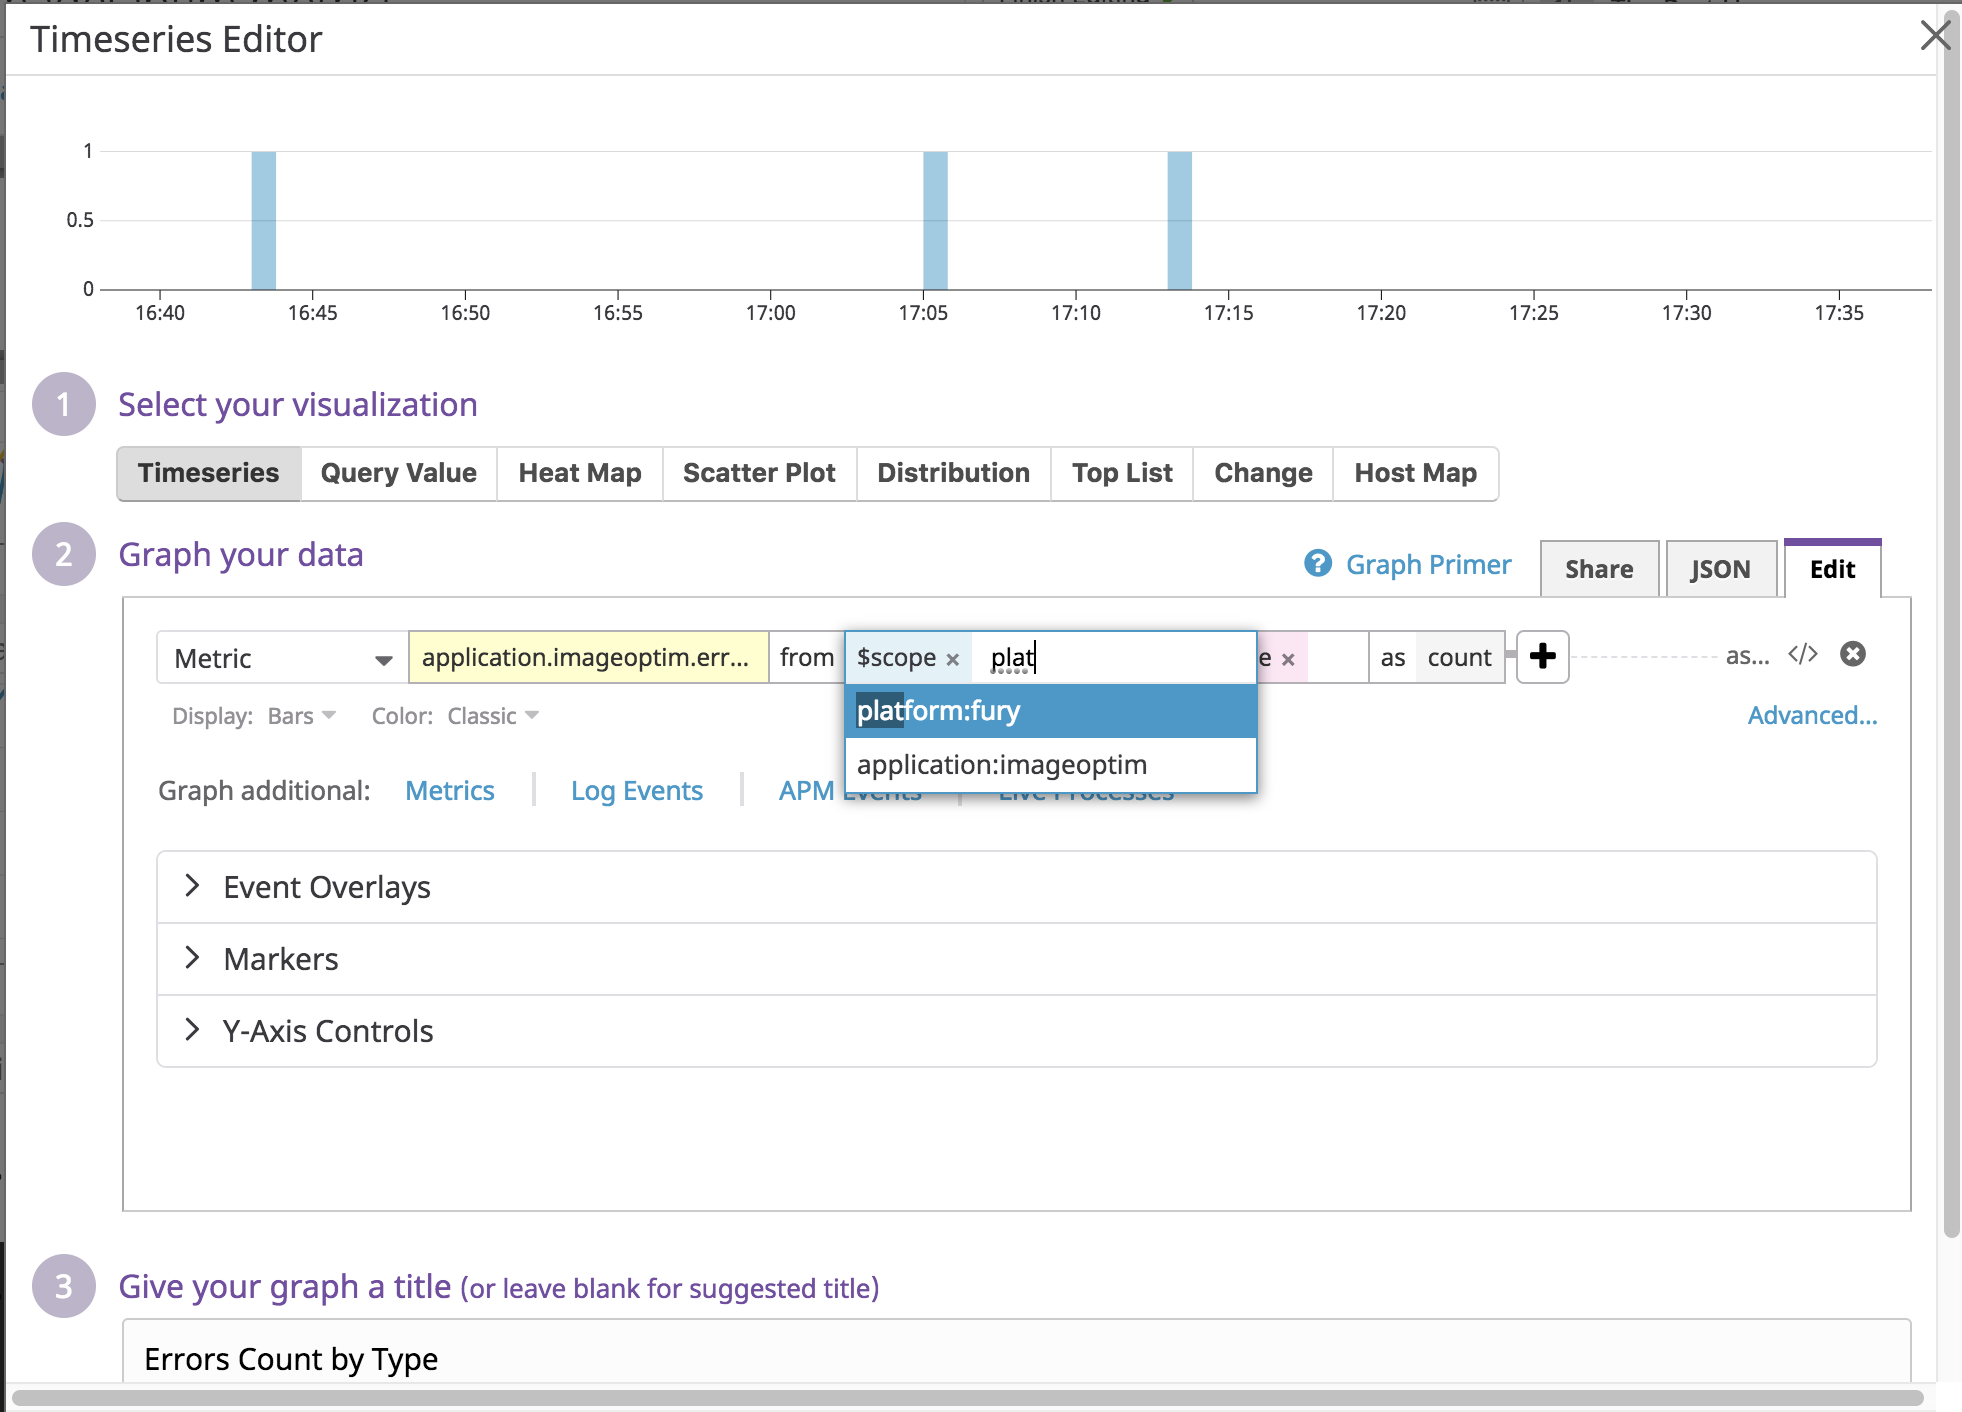 Timeseries Editor
1
0.5
0
16:40 16:45 16:50 16:55 17:00 17:05 17:10 17:15 17:20 17:25 17:30 17:35
1 Select your visualization
Timeseries Query Value Heat Map Scatter Plot Distribution Top List Change Host Map
2 Graph your data
? Graph Primer Share JSON Edit
Metric application.imageoptim.err... from $scope × plat e × as count + as... </>
Display: Bars Color: Classic platform:fury Advanced...
application:imageoptim
Graph additional: Metrics Log Events APM Events Live Processes
Event Overlays
Markers
Y-Axis Controls
3 Give your graph a title (or leave blank for suggested title)
Errors Count by Type